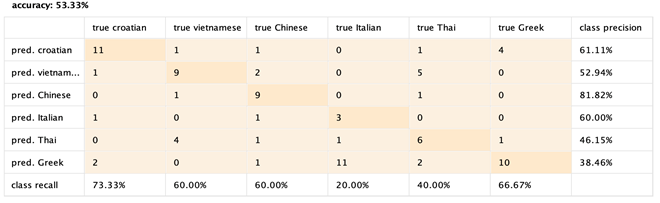 accuracy: 53.33%
true croatian true vietnamese true Chinese true Italian true Thai true Greek class precision
pred. croatian 11 1 1 0 1 4 61.11%
pred. vietnam... 1 9 2 0 5 0 52.94%
pred. Chinese 0 1 9 0 1 0 81.82%
pred. Italian 1 0 1 3 0 0 60.00%
pred. Thai 0 4 1 1 6 1 46.15%
pred. Greek 2 0 1 11 2 10 38.46%
class recall 73.33% 60.00% 60.00% 20.00% 40.00% 66.67%